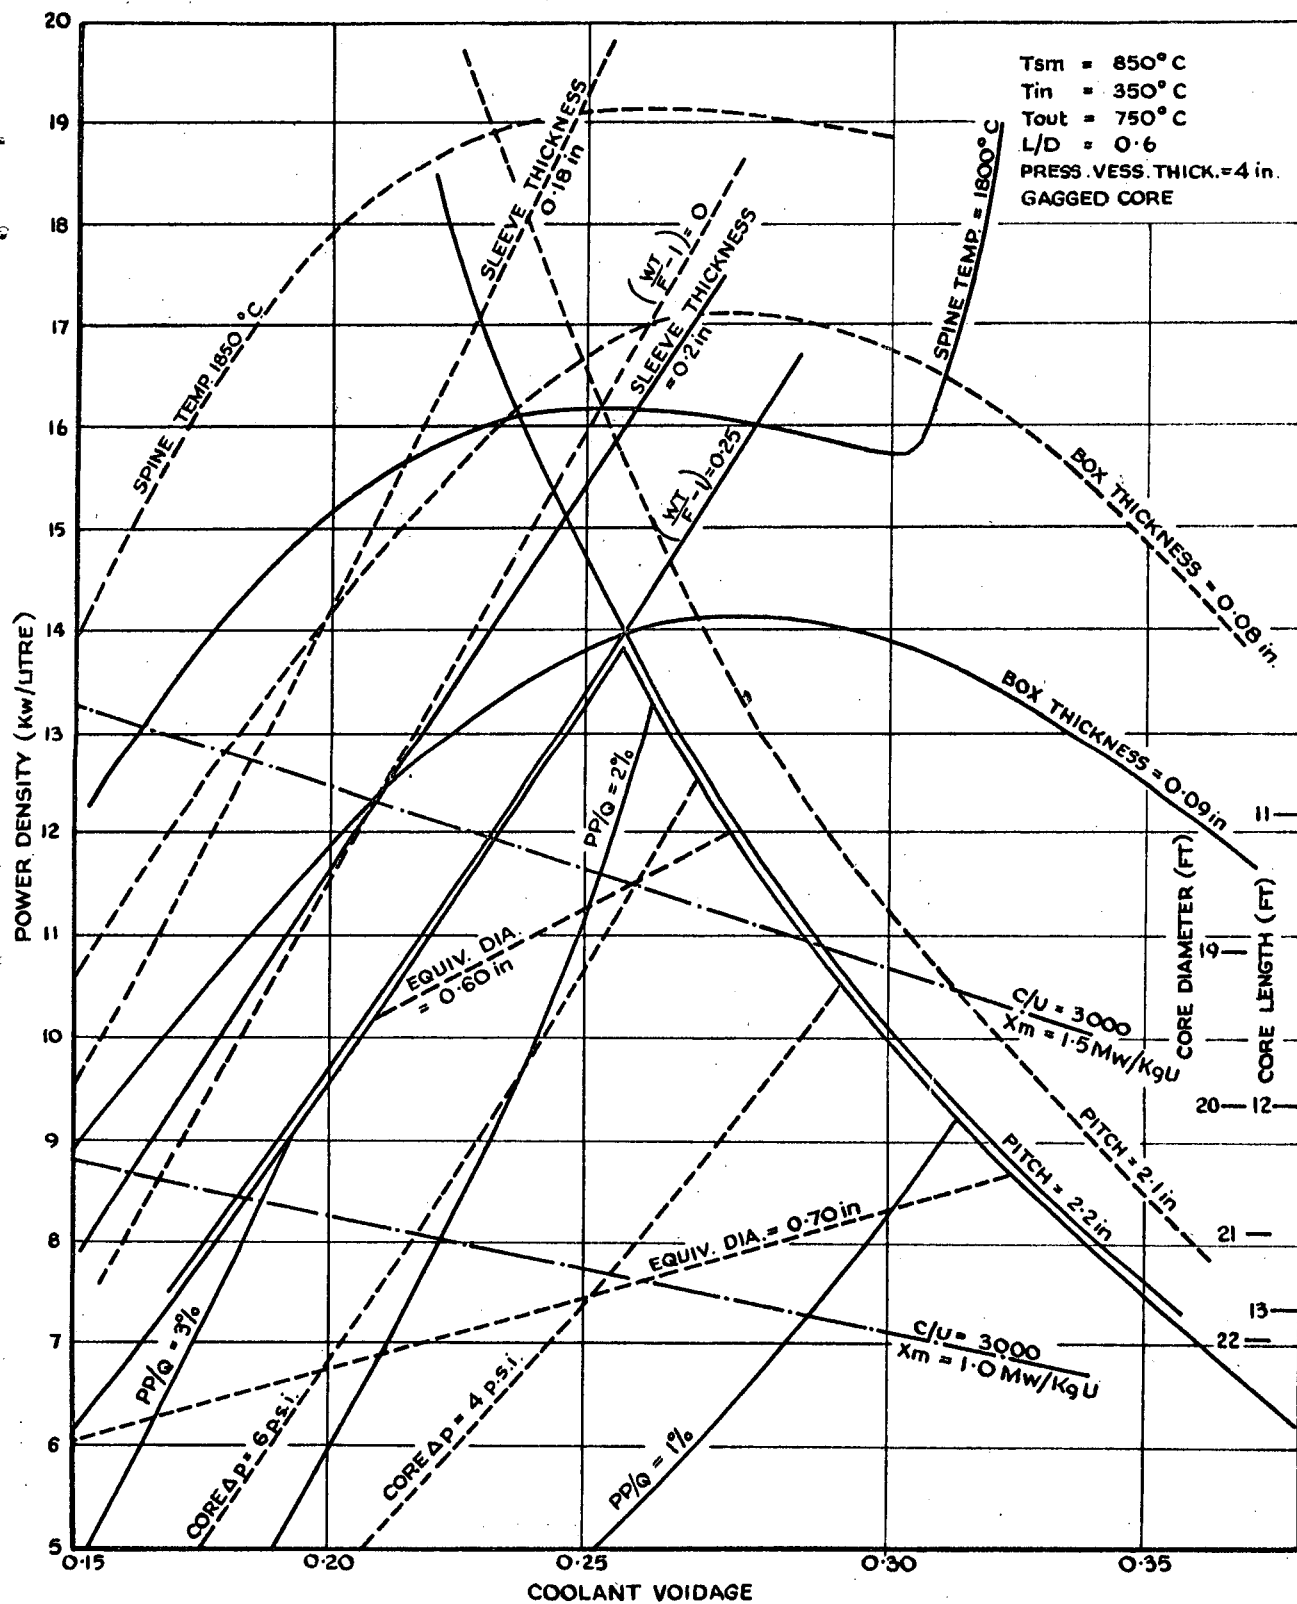 20
19
18
17
16
15
14
13
12
11
10
9
8
7
6
5
POWER DENSITY (KW/LITRE)
0.15
0.20
0.25
0.30
0.35
COOLANT VOIDAGE
Tsm = 850°C
Tin = 350°C
Tout = 750°C
L/D = 0.6
PRESS. VESS. THICK. = 4 in.
GAGGED CORE
SPINE TEMP. 1850°C
SLEEVE THICKNESS
0.18 in
(WT/F -1) = 0
SLEEVE THICKNESS
= 0.2 in
(WT/F -1) = 0.25
SPINE TEMP. = 1800°C
BOX THICKNESS = 0.08 in.
BOX THICKNESS = 0.09 in
PP/Q = 2%
EQUIV. DIA.
= 0.60 in
C/U = 3000
Xm = 1.5 Mw/KgU
PITCH = 2.1 in
PITCH = 2.2 in
EQUIV. DIA. = 0.70 in
C/U = 3000
Xm = 1.0 Mw/KgU
PP/Q = 3%
CORE Δp = 6 p.s.i.
CORE Δp = 4 p.s.i.
PP/Q = 1%
CORE DIAMETER (FT)
19
20
21
22
CORE LENGTH (FT)
11
12
13